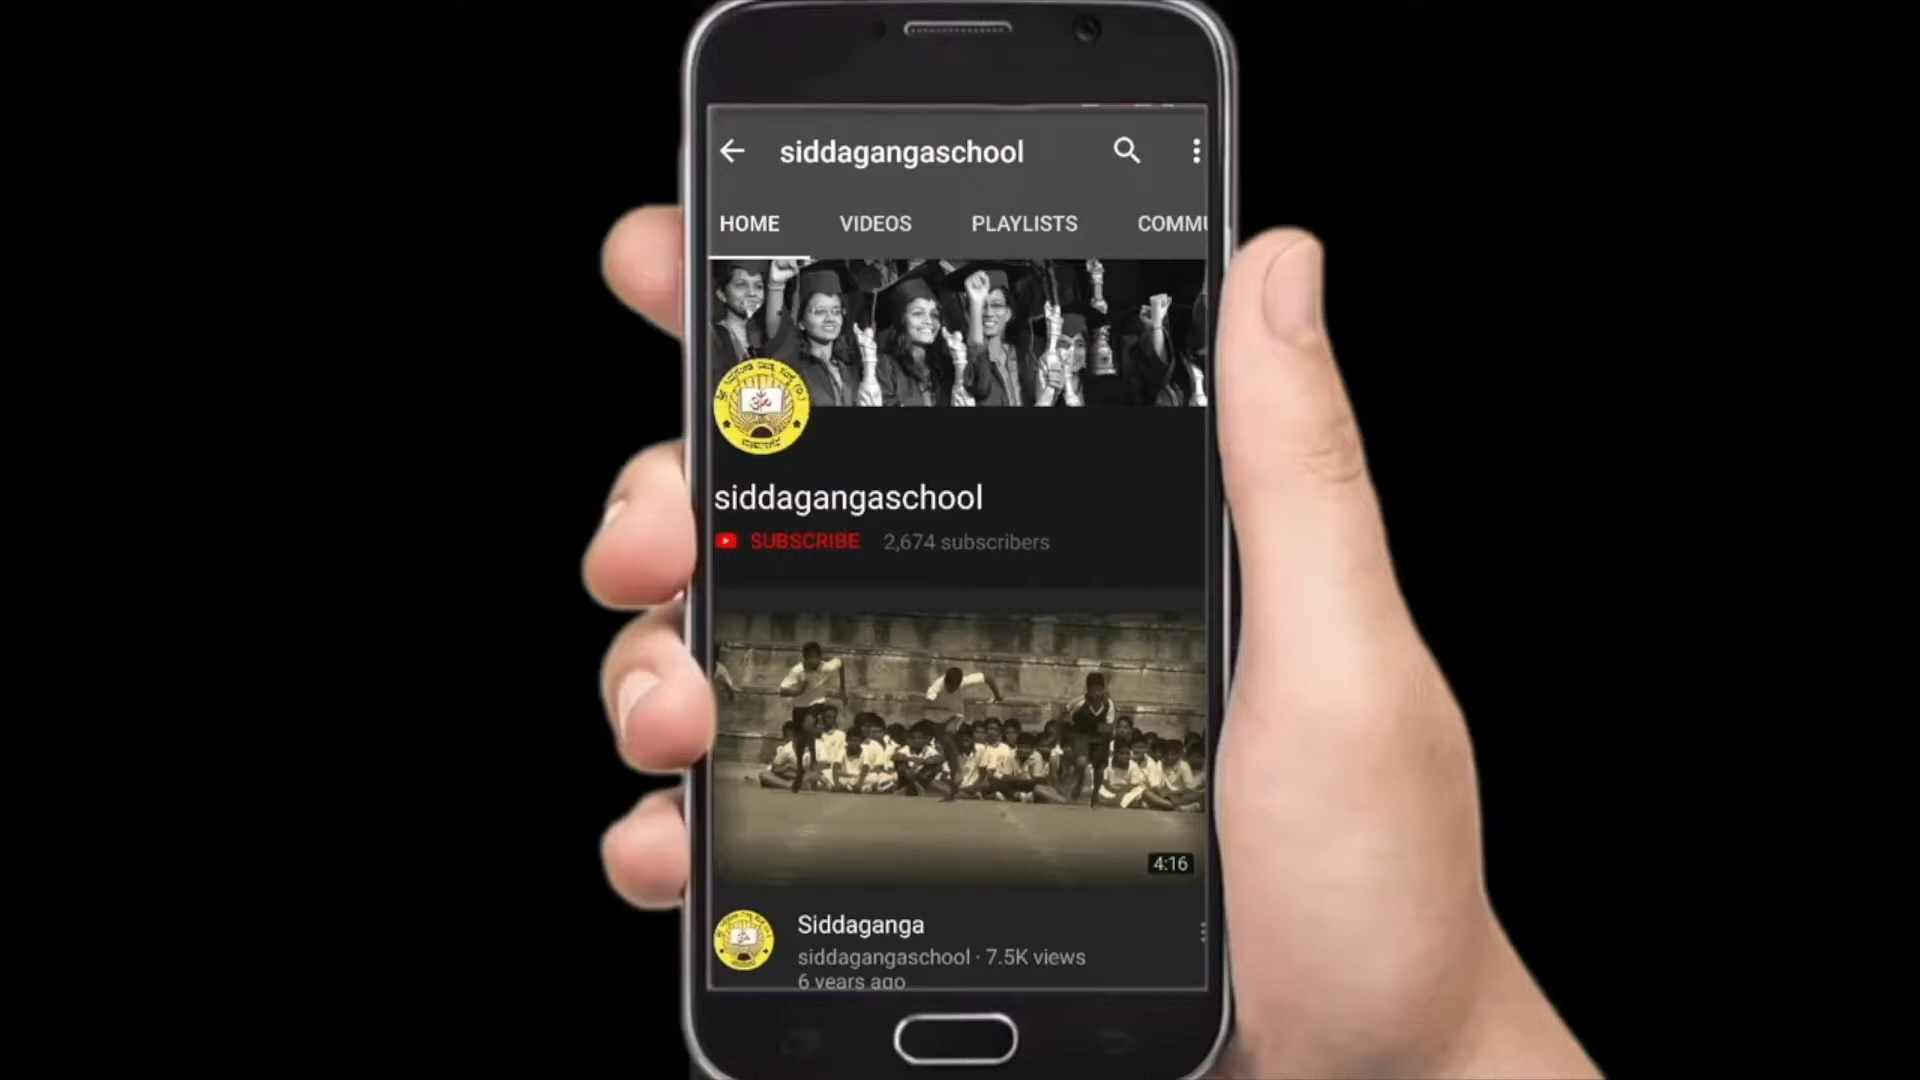 siddagangaschool
HOME VIDEOS PLAYLISTS COMMU
siddagangaschool
SUBSCRIBE 2,674 subscribers
4:16
Siddaganga
siddagangaschool · 7.5K views
6 years ago